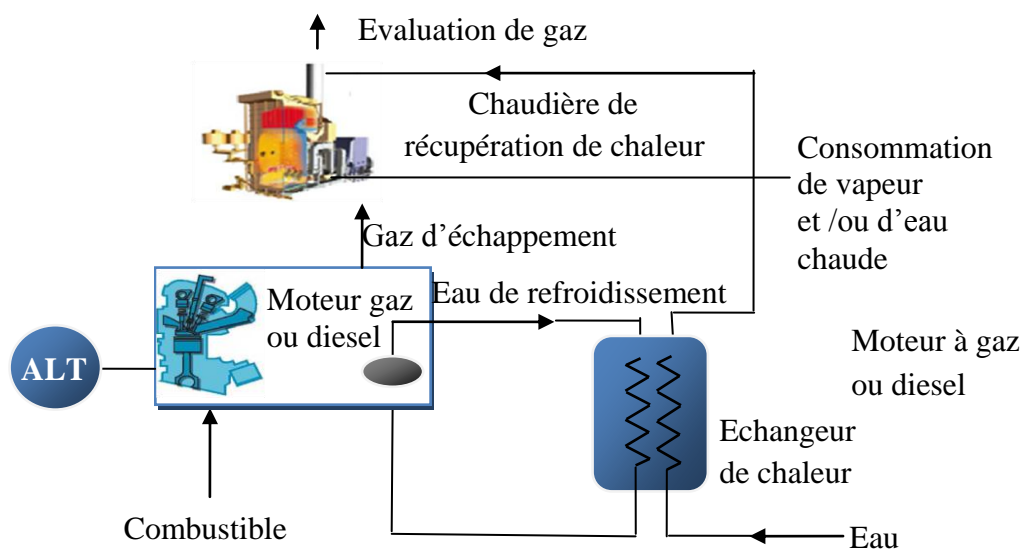 Evaluation de gaz
Chaudière de
récupération de chaleur
Consommation
de vapeur
et /ou d’eau
chaude
Gaz d’échappement
Moteur gaz
ou diesel
Eau de refroidissement
ALT
Moteur à gaz
ou diesel
Echangeur
de chaleur
Combustible
Eau